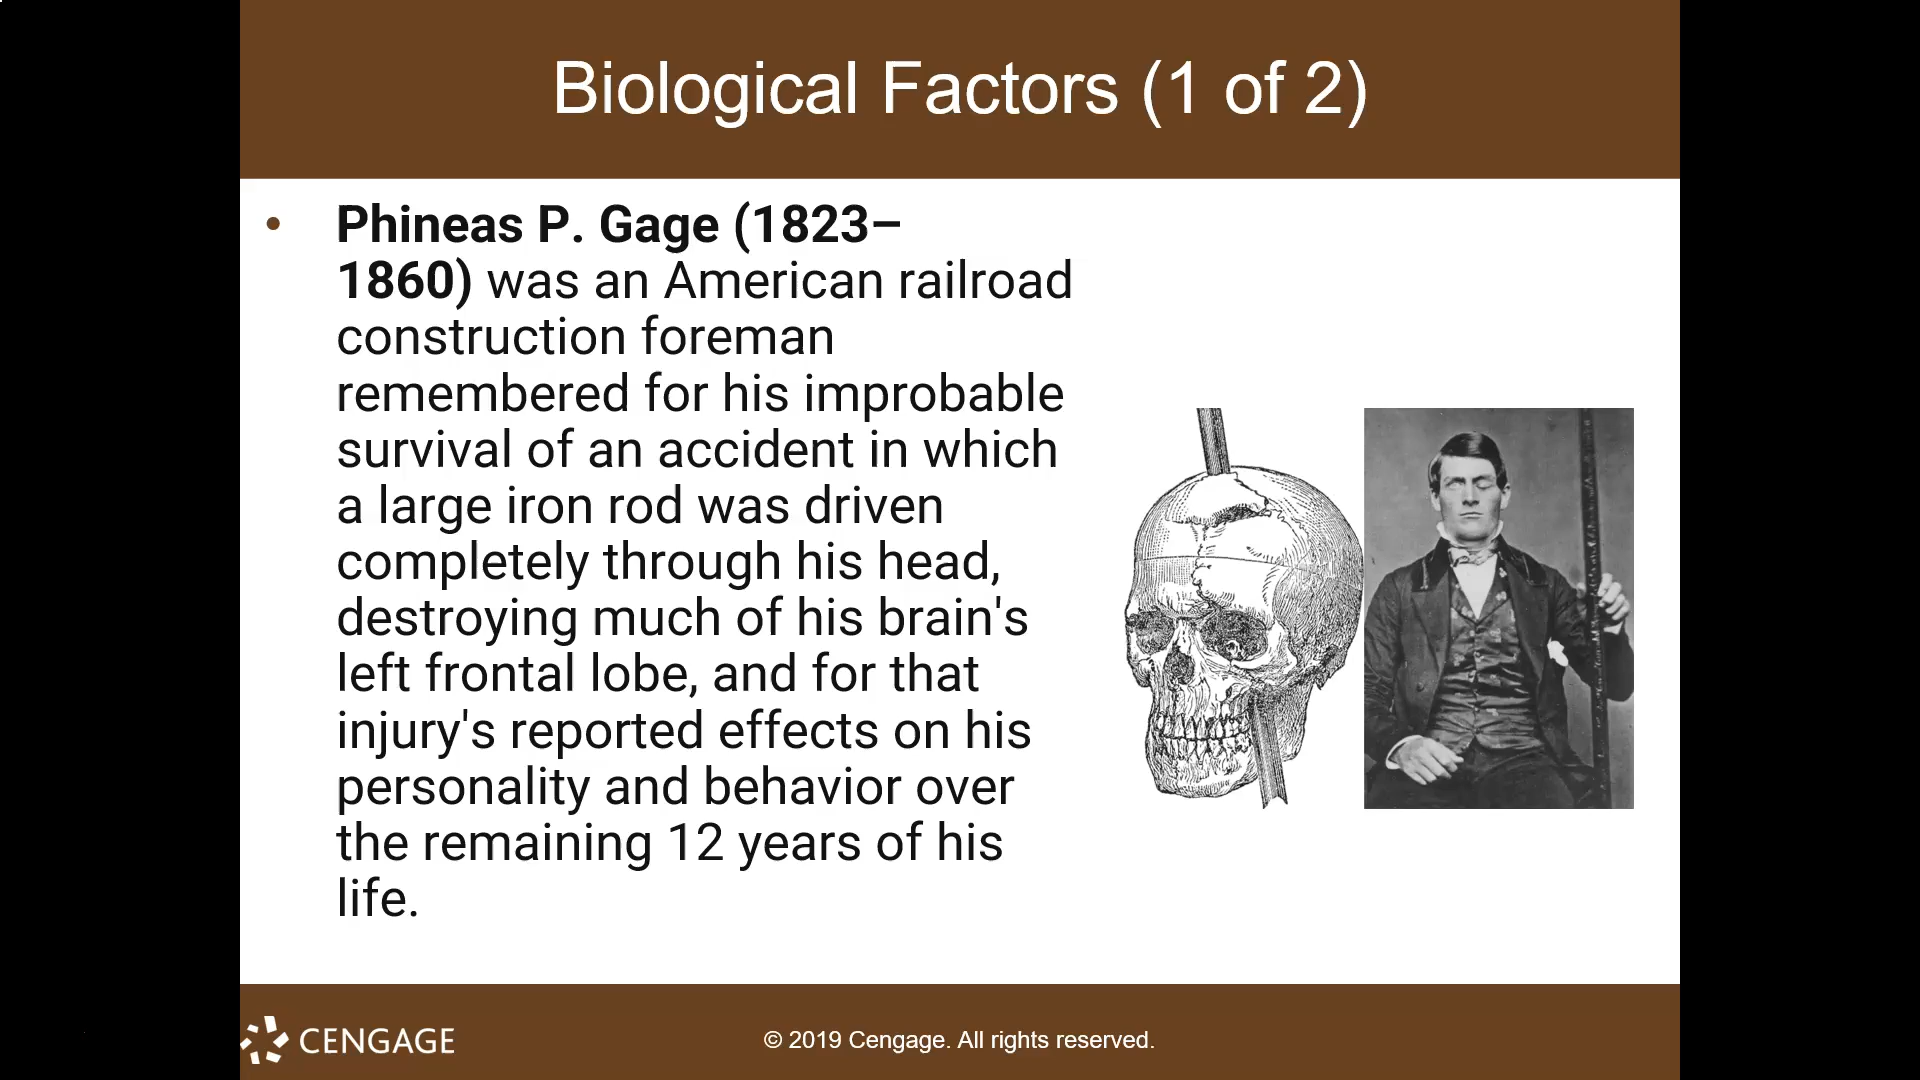 Biological Factors (1 of 2)
• Phineas P. Gage (1823–
1860) was an American railroad
construction foreman
remembered for his improbable
survival of an accident in which
a large iron rod was driven
completely through his head,
destroying much of his brain's
left frontal lobe, and for that
injury's reported effects on his
personality and behavior over
the remaining 12 years of his
life.
CENGAGE
© 2019 Cengage. All rights reserved.